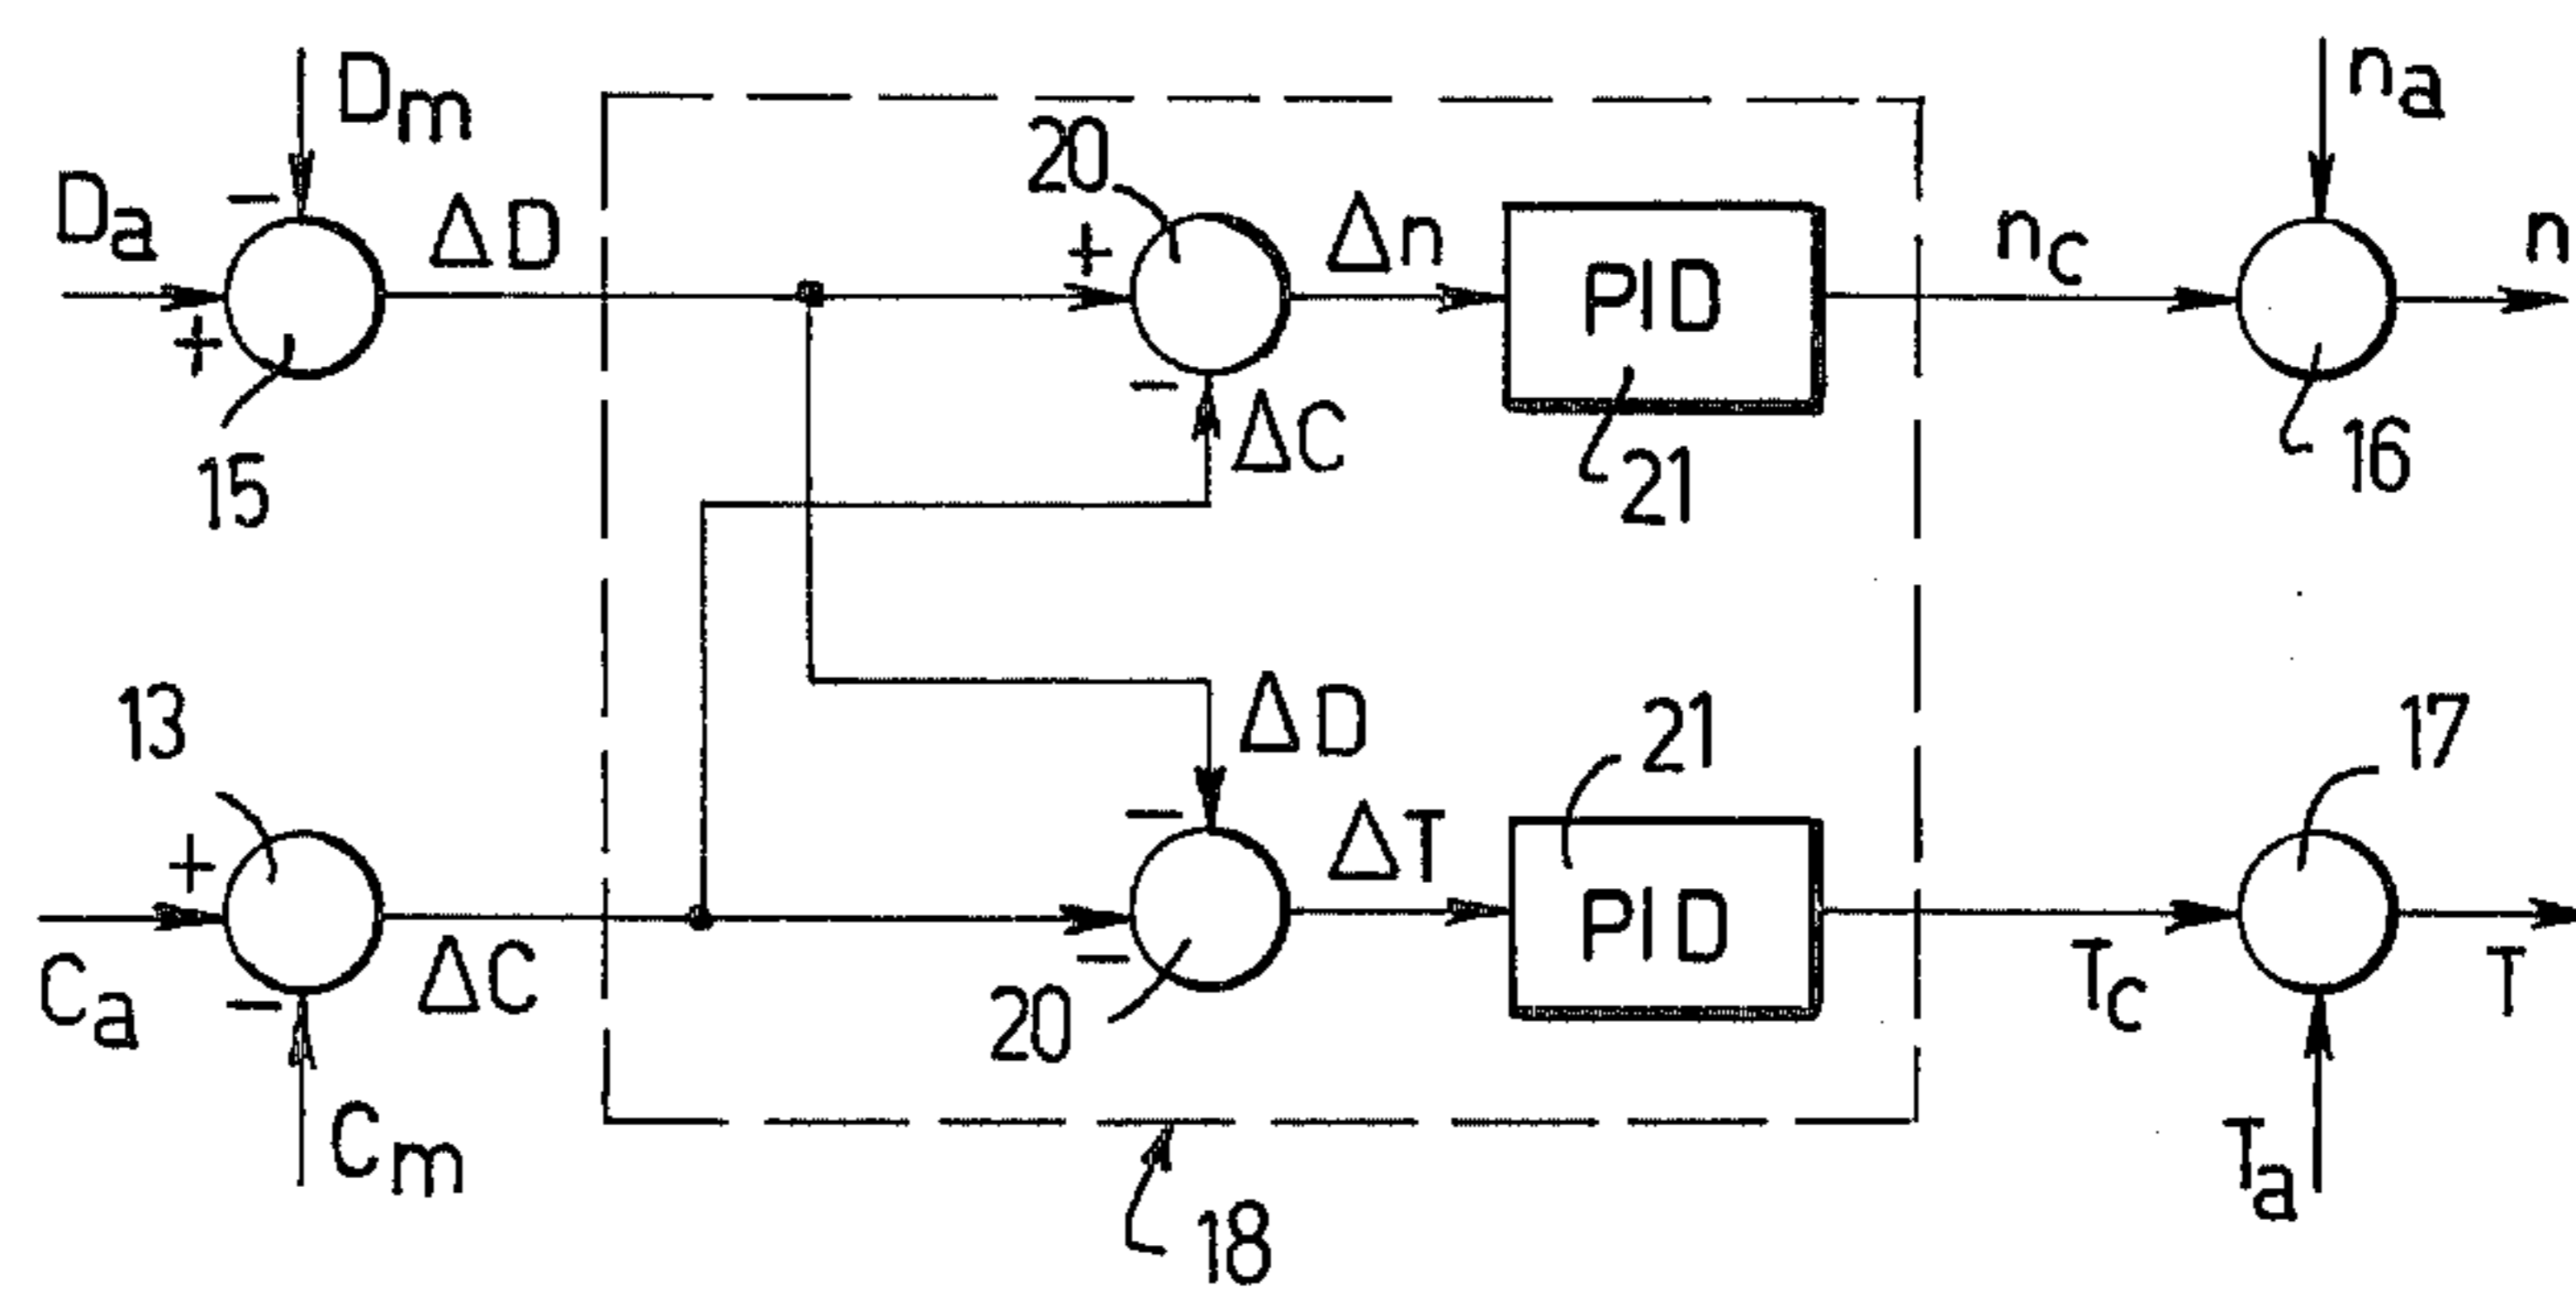 Dm
na
Da
-
ΔD
20
+
Δn
PID
nc
n
+
15
-
ΔC
21
16
13
ΔD
21
17
+
-
ΔT
PID
Ca
-
ΔC
-
20
Tc
T
Cm
Ta
18